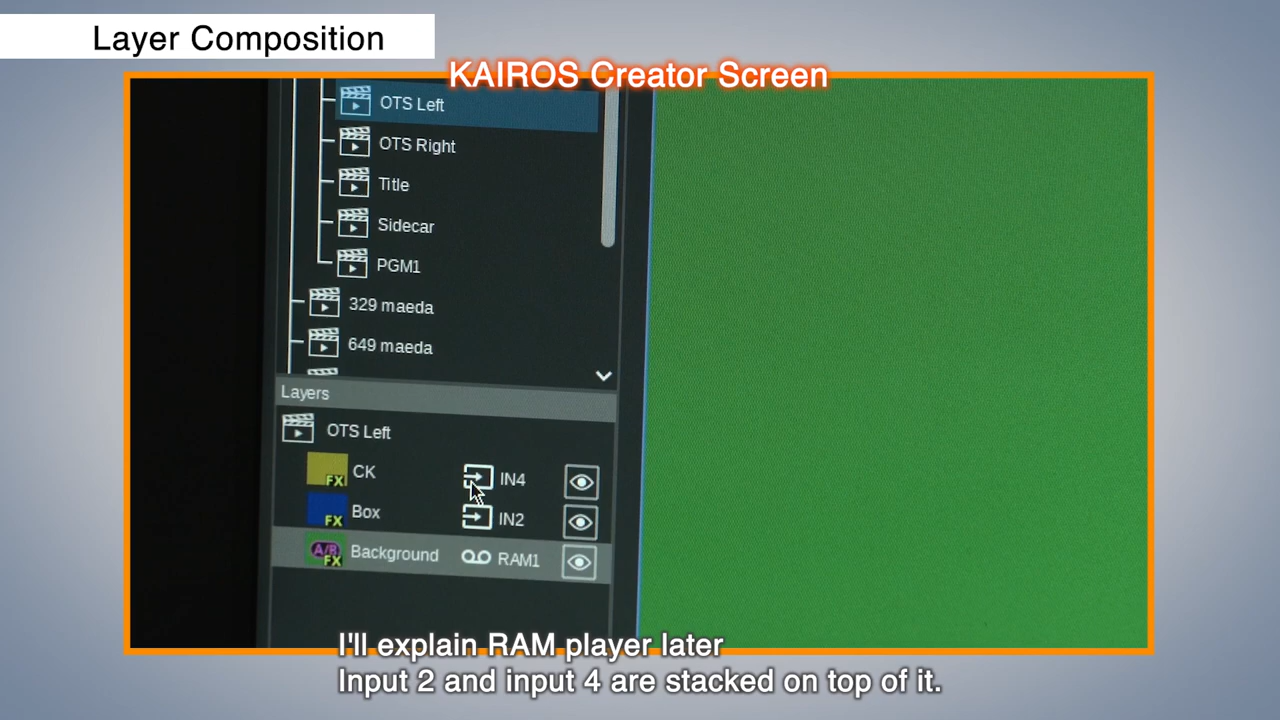 Layer Composition
KAIROS Creator Screen
OTS Left
OTS Right
Title
Sidecar
PGM1
329 maeda
649 maeda
Layers
OTS Left
FX CK IN4
FX Box IN2
A/B FX Background RAM1
I'll explain RAM player later
Input 2 and input 4 are stacked on top of it.